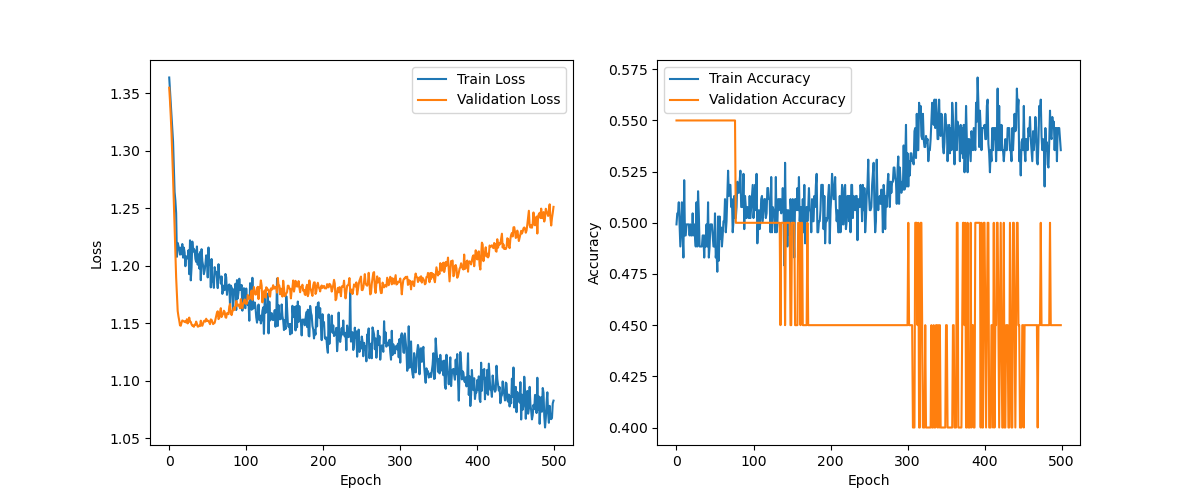 Train Loss
Validation Loss
1.35
1.30
1.25
1.20
1.15
1.10
1.05
Loss
0 100 200 300 400 500
Epoch
Train Accuracy
Validation Accuracy
0.575
0.550
0.525
0.500
0.475
0.450
0.425
0.400
Accuracy
0 100 200 300 400 500
Epoch